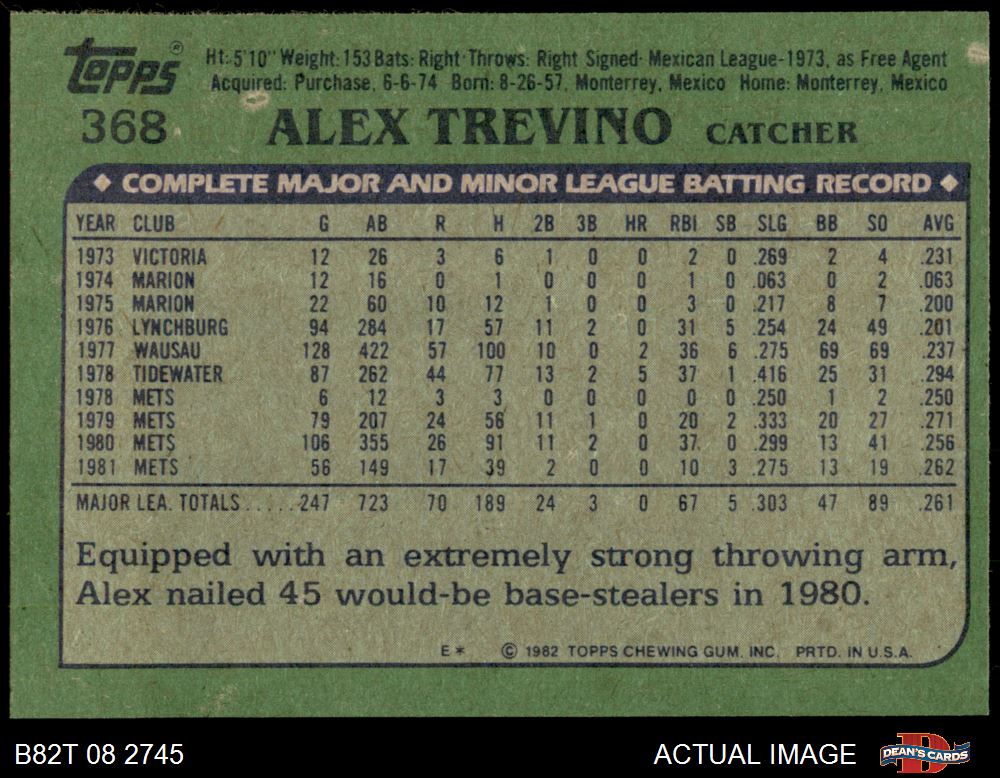 Topps® Ht: 5'10" Weight: 153 Bats: Right Throws: Right Signed: Mexican League-1973, as Free Agent
Acquired: Purchase, 6-6-74 Born: 8-26-57, Monterrey, Mexico Home: Monterrey, Mexico
368 ALEX TREVINO CATCHER
COMPLETE MAJOR AND MINOR LEAGUE BATTING RECORD
YEAR CLUB G AB R H 2B 3B HR RBI SB SLG BB SO AVG
1973 VICTORIA 12 26 3 6 1 0 0 2 0 .269 2 4 .231
1974 MARION 12 16 0 1 0 0 0 1 0 .063 0 2 .063
1975 MARION 22 60 10 12 1 0 0 3 0 .217 8 7 .200
1976 LYNCHBURG 94 284 17 57 11 2 0 31 5 .254 24 49 .201
1977 WAUSAU 128 422 57 100 10 0 2 36 6 .275 69 69 .237
1978 TIDEWATER 87 262 44 77 13 2 5 37 1 .416 25 31 .294
1978 METS 6 12 3 3 0 0 0 0 0 .250 1 2 .250
1979 METS 79 207 24 56 11 1 0 20 2 .333 20 27 .271
1980 METS 106 355 26 91 11 2 0 37 0 .299 13 41 .256
1981 METS 56 149 17 39 2 0 0 10 3 .275 13 19 .262
MAJOR LEA. TOTALS.....247 723 70 189 24 3 0 67 5 .303 47 89 .261
Equipped with an extremely strong throwing arm,
Alex nailed 45 would-be base-stealers in 1980.
E* © 1982 TOPPS CHEWING GUM, INC. PRTD. IN U.S.A.
B82T 08 2745 ACTUAL IMAGE D DEAN'S CARDS